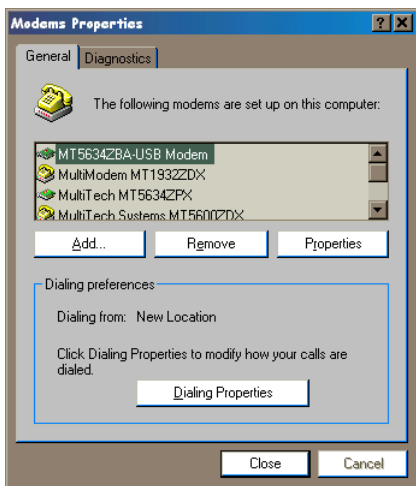 Modems Properties
General Diagnostics
The following modems are set up on this computer:
MT5634ZBA-USB Modem
MultiModem MT1932ZDX
MultiTech MT5634ZPX
MultiTech Systems MT5600ZDX
Add... Remove Properties
Dialing preferences
Dialing from: New Location
Click Dialing Properties to modify how your calls are
dialed.
Dialing Properties
Close Cancel